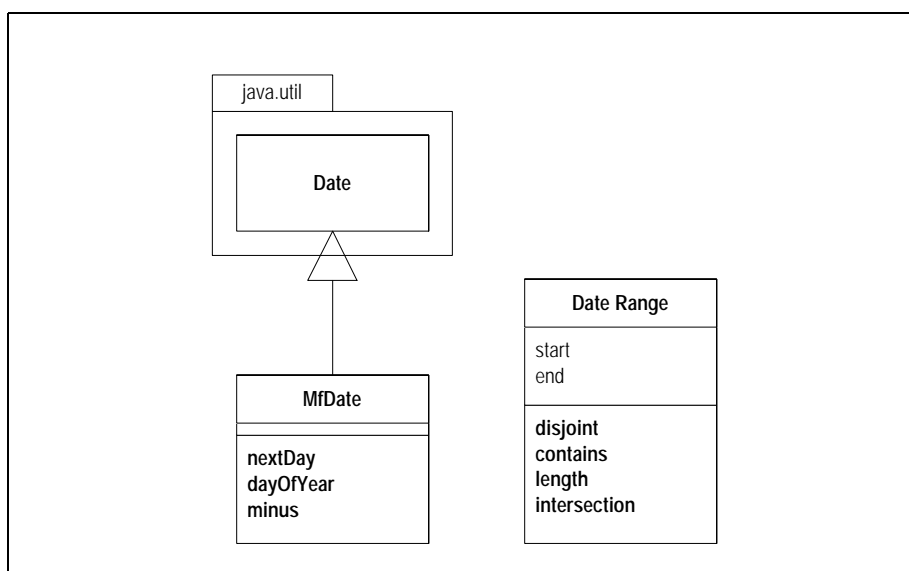 java.util
Date
MfDate
nextDay
dayOfYear
minus
Date Range
start
end
disjoint
contains
length
intersection